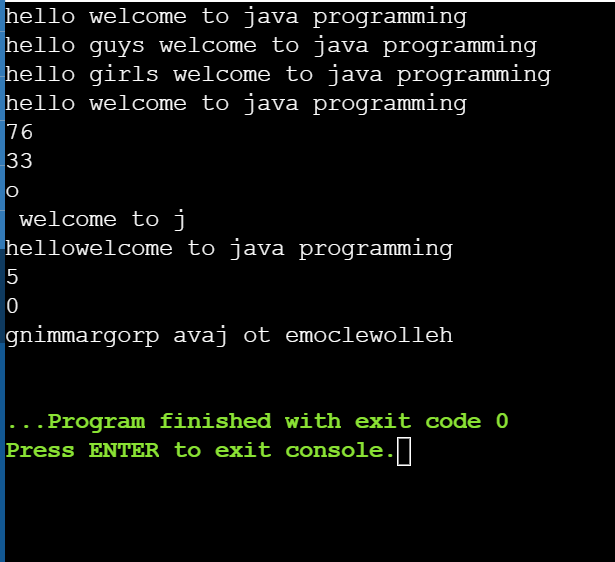 hello welcome to java programming
hello guys welcome to java programming
hello girls welcome to java programming
hello welcome to java programming
76
33
o
 welcome to j
hellowelcome to java programming
5
0
gnimmargorp avaj ot emoclewolleh
...Program finished with exit code 0
Press ENTER to exit console.